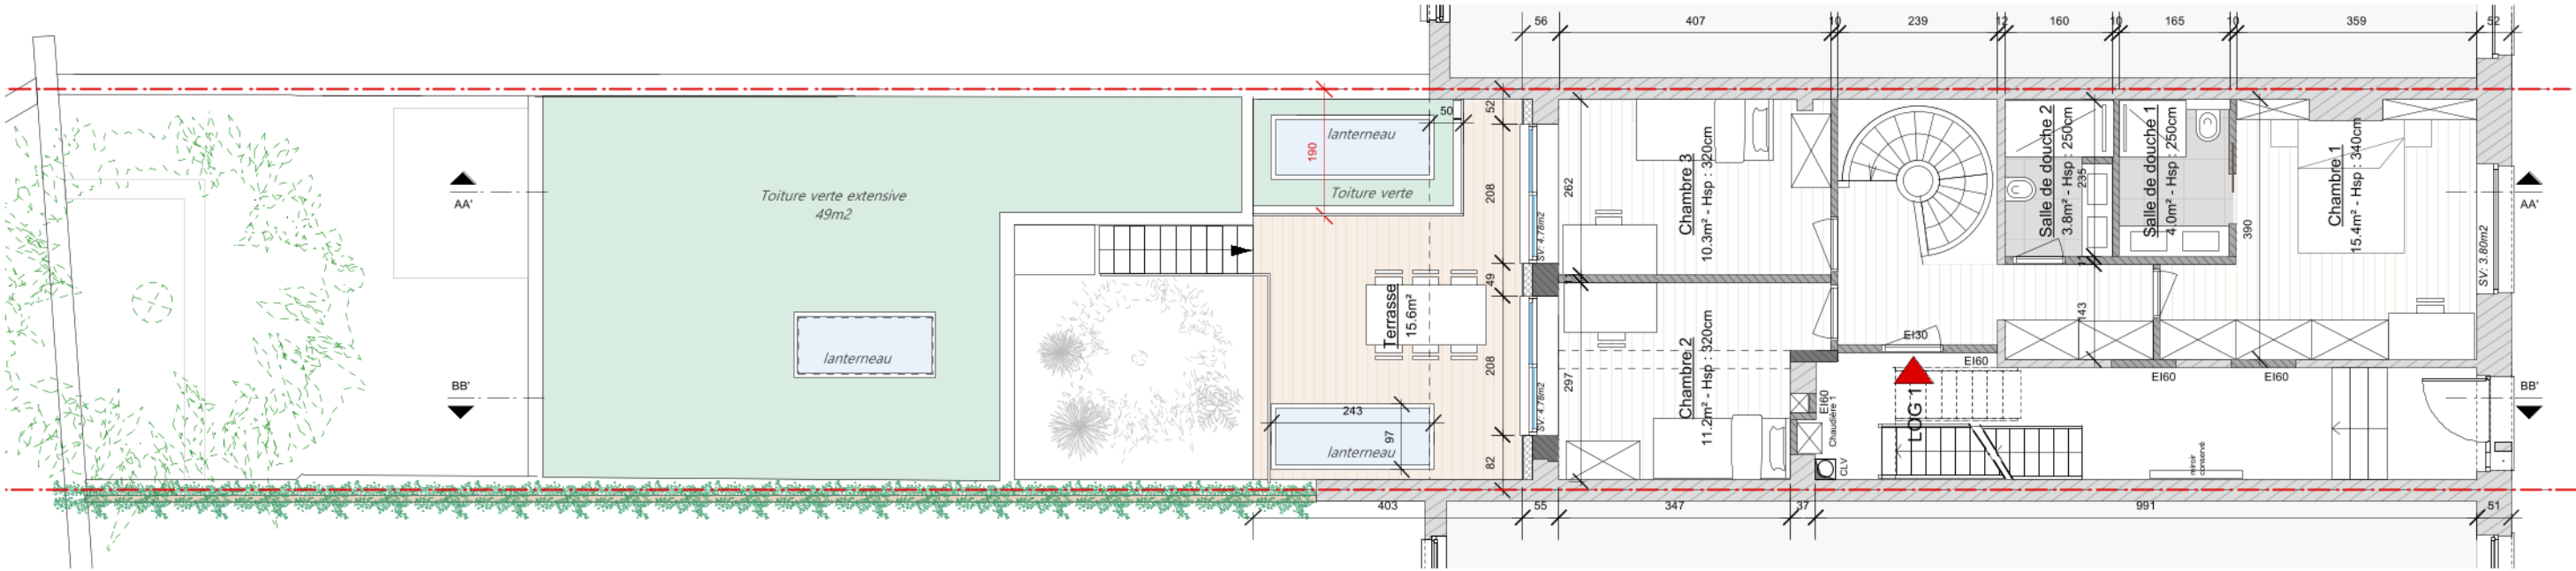 56
407
10
239
12
160
10
165
10
359
52
AA'
BB'
Toiture verte extensive
49m2
lanterneau
lanterneau
Toiture verte
190
50
52
208
49
208
82
Terrasse
15.6m²
243
97
lanterneau
SV: 4.78m2
SV: 4.78m2
262
297
Chambre 3
10.3m² - Hsp : 320cm
Chambre 2
11.2m² - Hsp : 320cm
EI60
Chaudière 1
CLV
EI30
EI60
LOG 1
Salle de douche 2
3.8m² - Hsp : 250cm
235
Salle de douche 1
4.0m² - Hsp : 250cm
143
390
Chambre 1
15.4m² - Hsp : 340cm
SV: 3.80m2
EI60
EI60
miroir
conservé
AA'
BB'
403
55
347
37
991
51